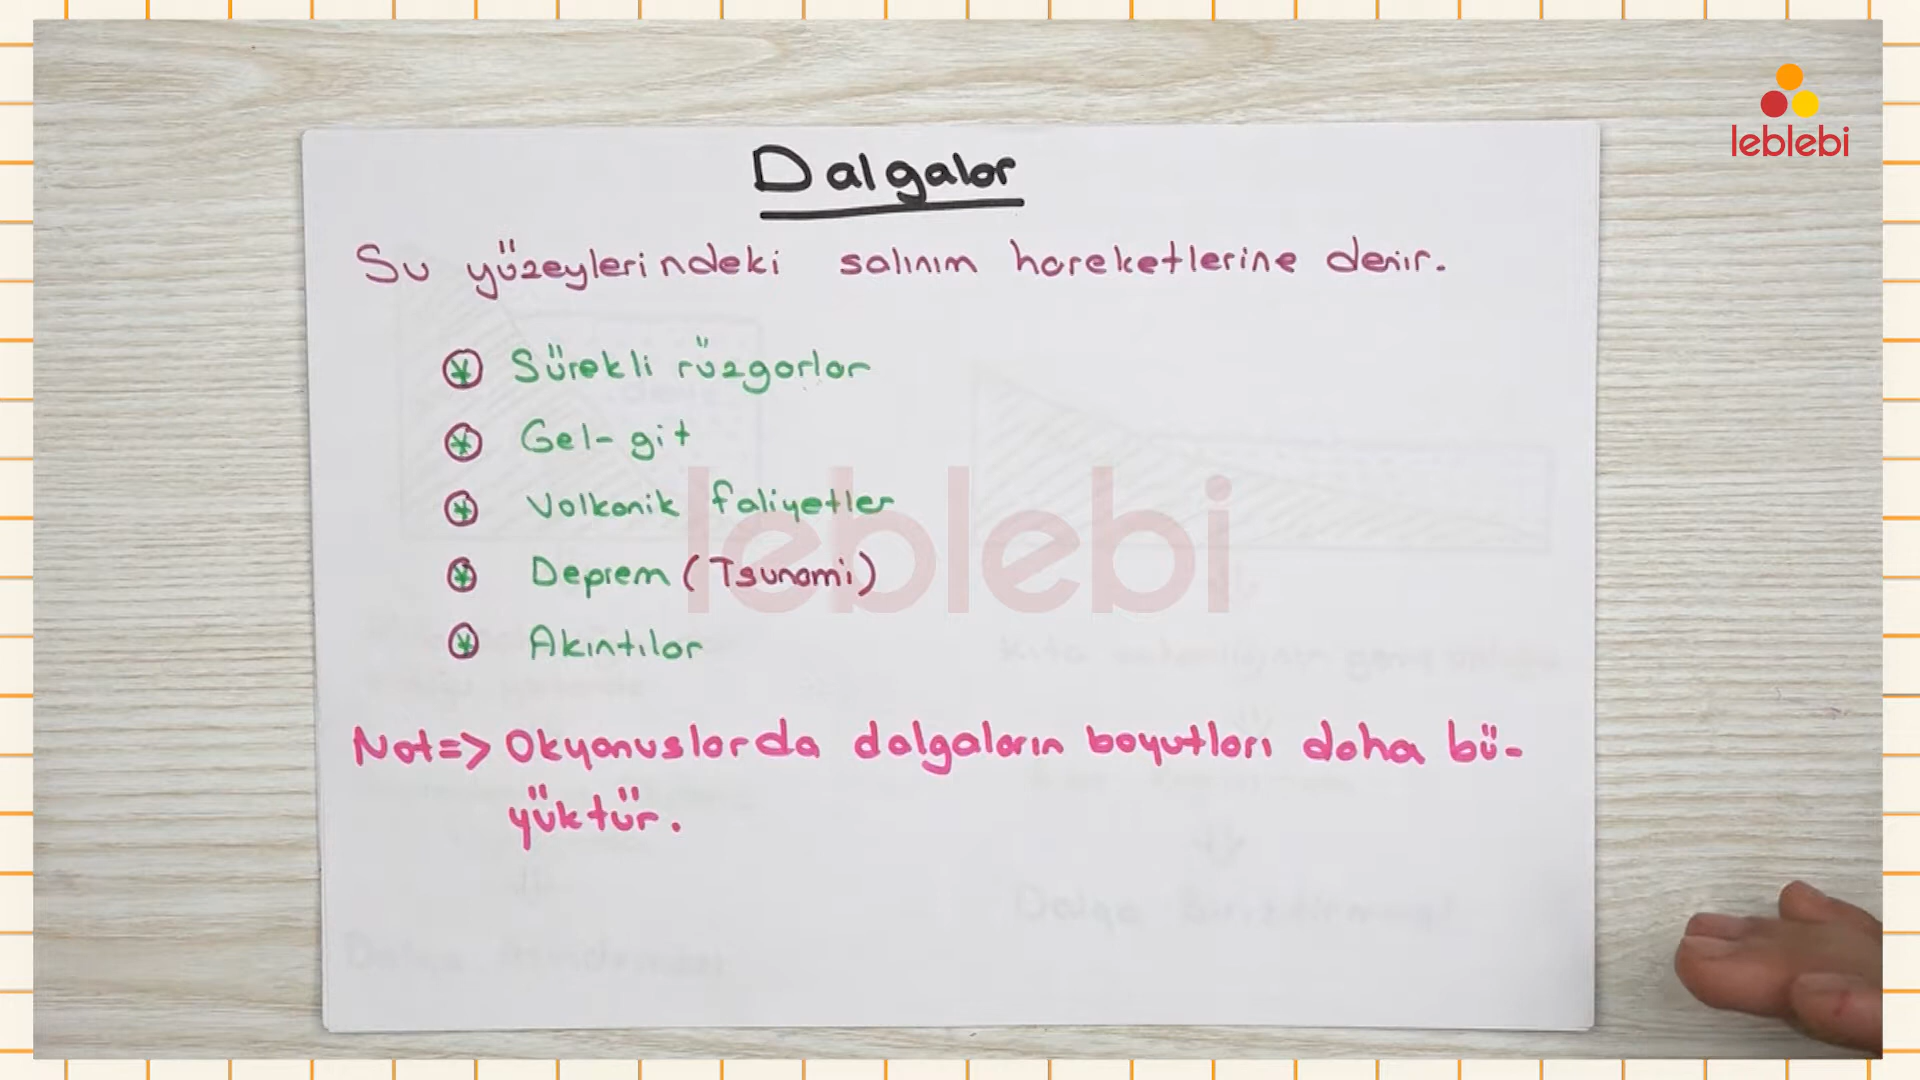 leblebi
Dalgalar
Su yüzeylerindeki salınım hareketlerine denir.
Sürekli rüzgarlar
Gel-git
Volkanik faliyetler
Deprem (Tsunami)
Akıntılar
leblebi
Not=> Okyanuslarda dalgaların boyutları daha bü-
yüktür.